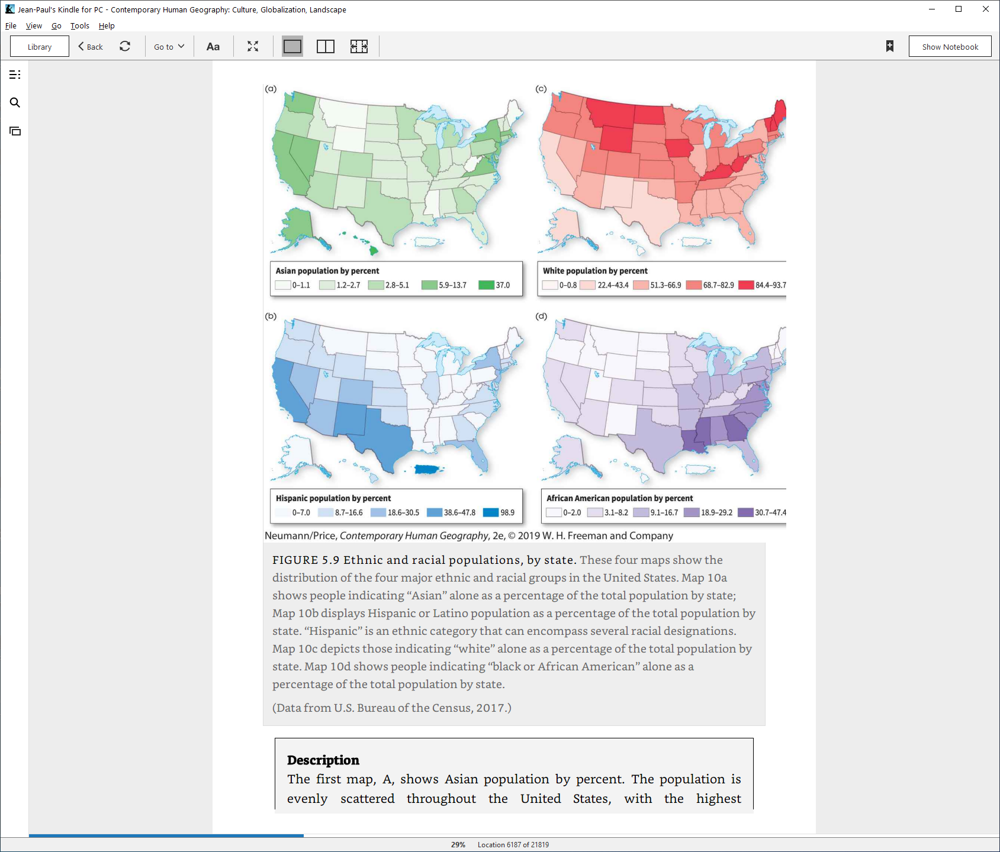 Jean-Paul's Kindle for PC - Contemporary Human Geography: Culture, Globalization, Landscape
File View Go Tools Help
Library Back Go to Aa Show Notebook
(a)
Asian population by percent
0–1.1 1.2–2.7 2.8–5.1 5.9–13.7 37.0
(c)
White population by percent
0–0.8 22.4–43.4 51.3–66.9 68.7–82.9 84.4–93.7
(b)
Hispanic population by percent
0–7.0 8.7–16.6 18.6–30.5 38.6–47.8 98.9
(d)
African American population by percent
0–2.0 3.1–8.2 9.1–16.7 18.9–29.2 30.7–47.4
Neumann/Price, Contemporary Human Geography, 2e, © 2019 W. H. Freeman and Company
FIGURE 5.9 Ethnic and racial populations, by state. These four maps show the
distribution of the four major ethnic and racial groups in the United States. Map 10a
shows people indicating “Asian” alone as a percentage of the total population by state;
Map 10b displays Hispanic or Latino population as a percentage of the total population by
state. “Hispanic” is an ethnic category that can encompass several racial designations.
Map 10c depicts those indicating “white” alone as a percentage of the total population by
state. Map 10d shows people indicating “black or African American” alone as a
percentage of the total population by state.
(Data from U.S. Bureau of the Census, 2017.)
Description
The first map, A, shows Asian population by percent. The population is
evenly scattered throughout the United States, with the highest
29% Location 6187 of 21819